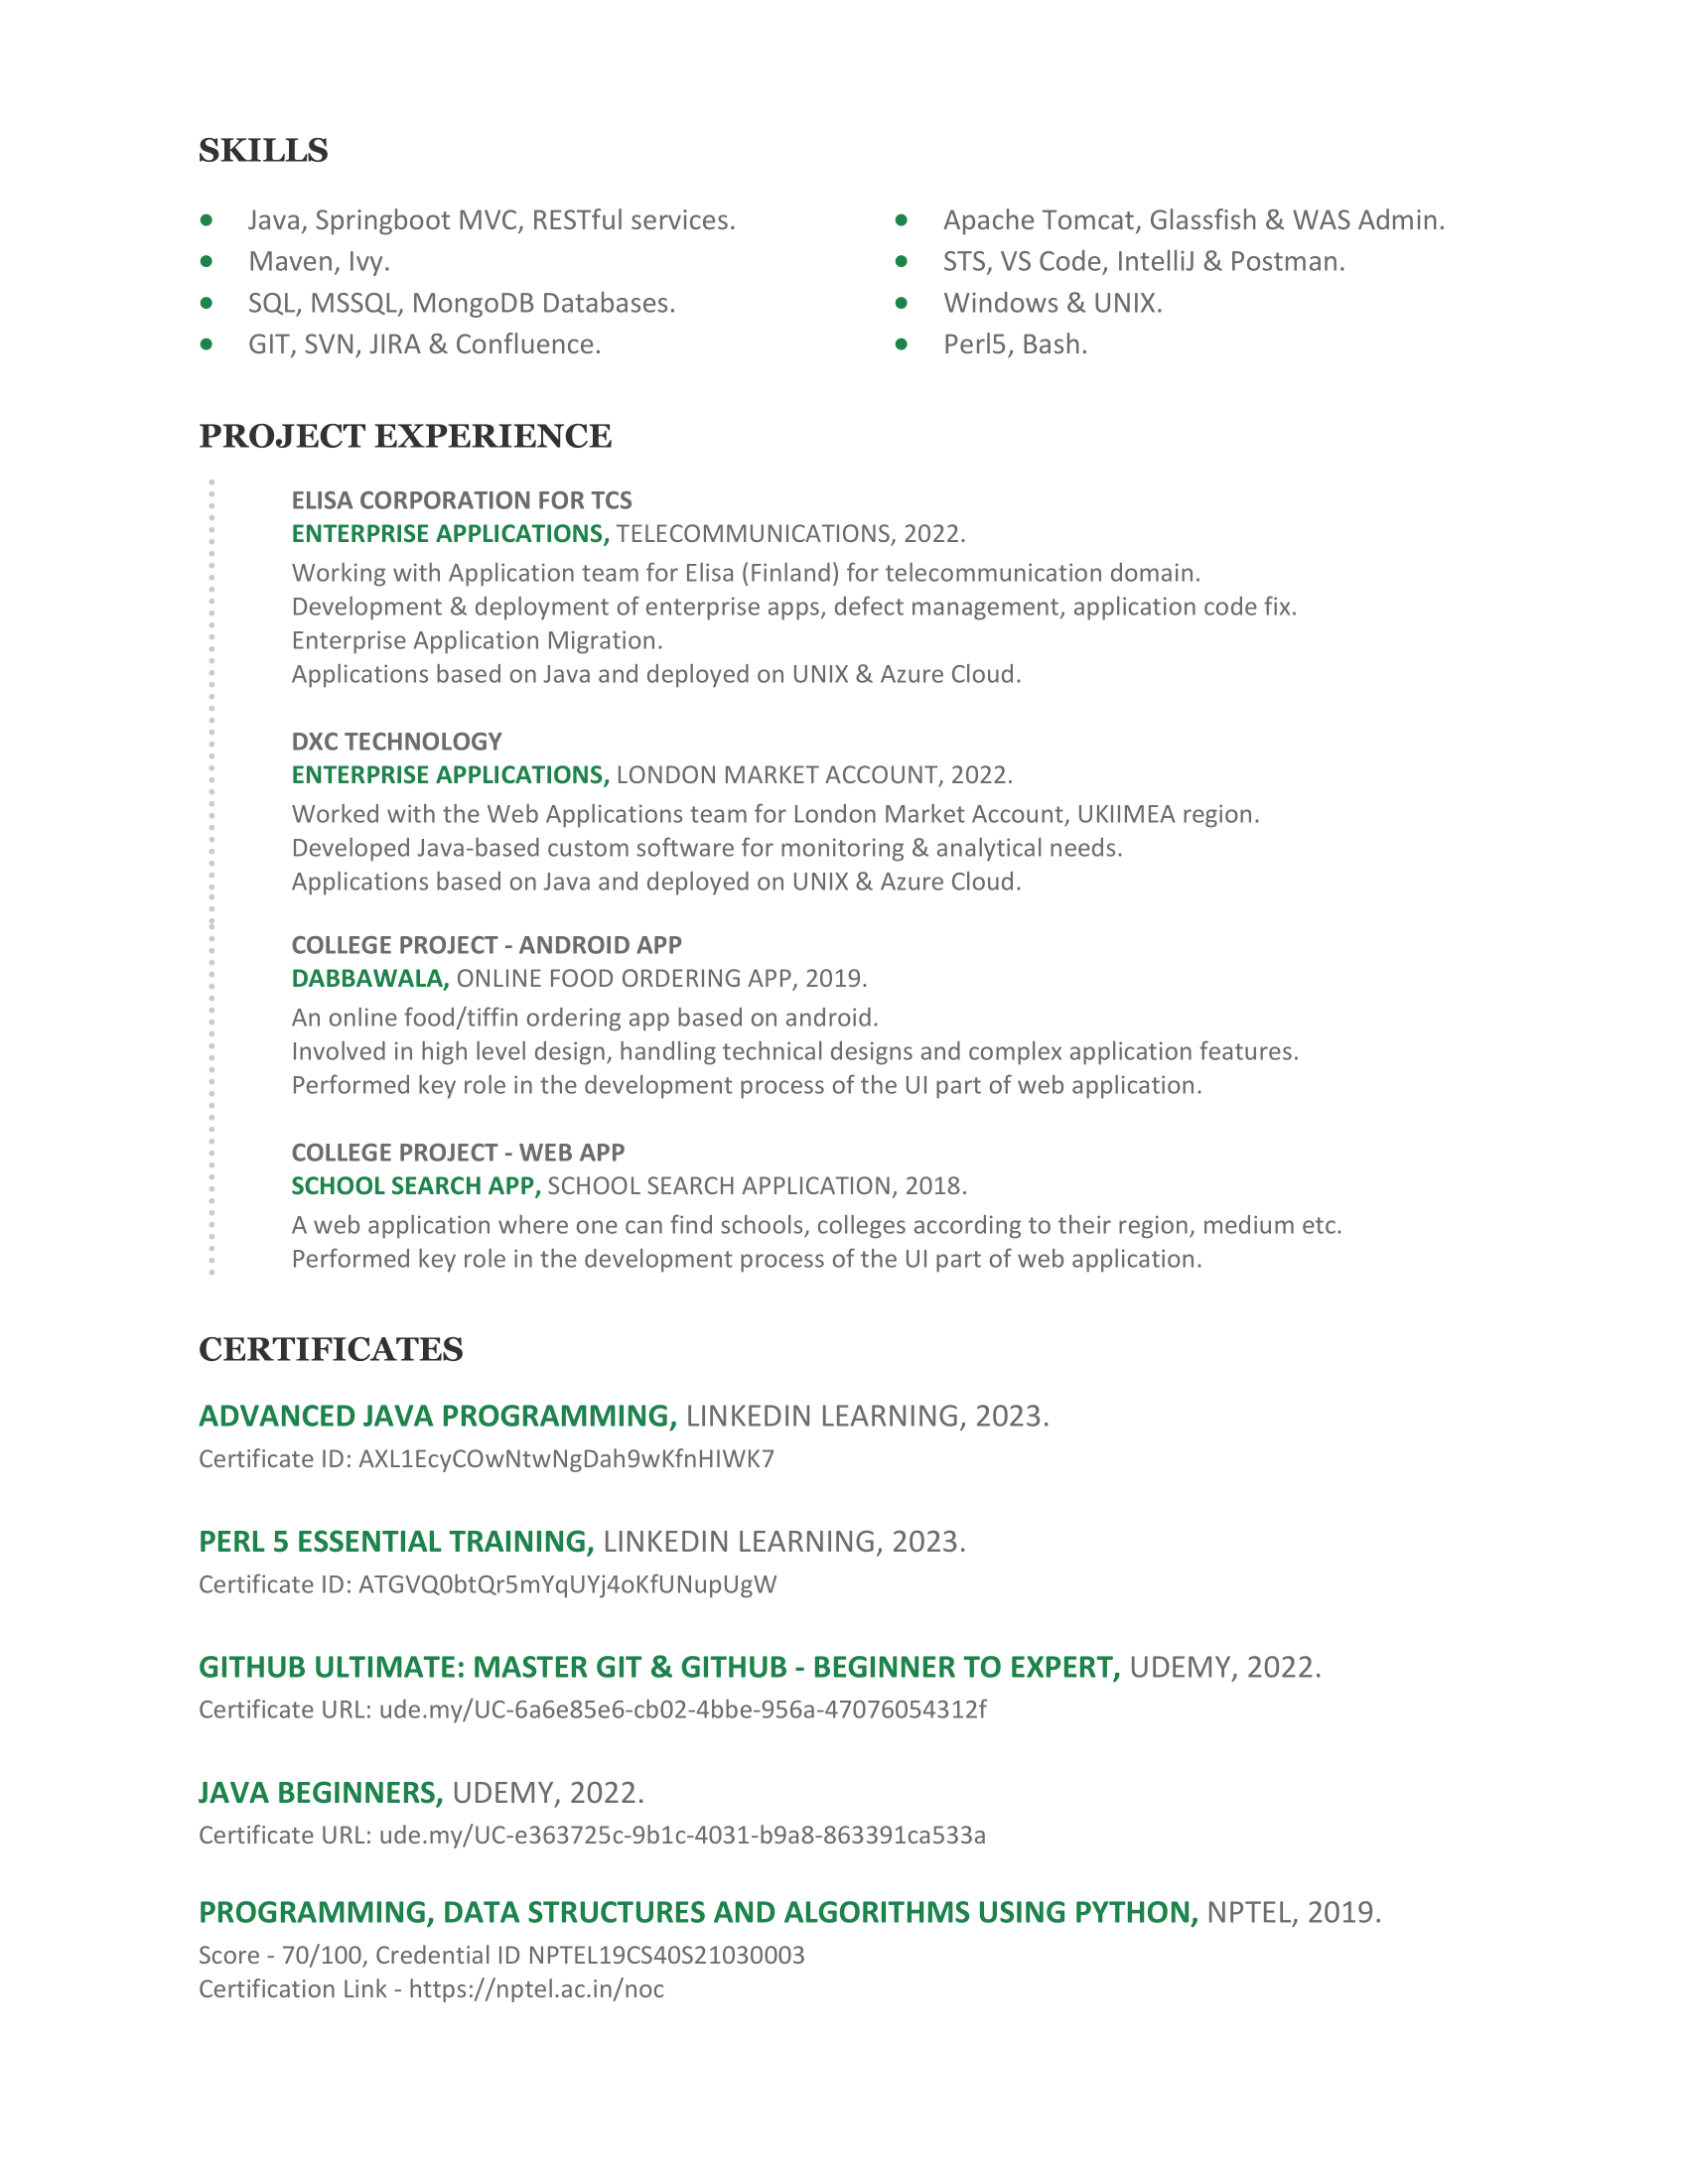 SKILLS
Java, Springboot MVC, RESTful services.
Maven, Ivy.
SQL, MSSQL, MongoDB Databases.
GIT, SVN, JIRA & Confluence.
Apache Tomcat, Glassfish & WAS Admin.
STS, VS Code, IntelliJ & Postman.
Windows & UNIX.
Perl5, Bash.
PROJECT EXPERIENCE
ELISA CORPORATION FOR TCS
ENTERPRISE APPLICATIONS, TELECOMMUNICATIONS, 2022.
Working with Application team for Elisa (Finland) for telecommunication domain.
Development & deployment of enterprise apps, defect management, application code fix.
Enterprise Application Migration.
Applications based on Java and deployed on UNIX & Azure Cloud.
DXC TECHNOLOGY
ENTERPRISE APPLICATIONS, LONDON MARKET ACCOUNT, 2022.
Worked with the Web Applications team for London Market Account, UKIIMEA region.
Developed Java-based custom software for monitoring & analytical needs.
Applications based on Java and deployed on UNIX & Azure Cloud.
COLLEGE PROJECT - ANDROID APP
DABBAWALA, ONLINE FOOD ORDERING APP, 2019.
An online food/tiffin ordering app based on android.
Involved in high level design, handling technical designs and complex application features.
Performed key role in the development process of the UI part of web application.
COLLEGE PROJECT - WEB APP
SCHOOL SEARCH APP, SCHOOL SEARCH APPLICATION, 2018.
A web application where one can find schools, colleges according to their region, medium etc.
Performed key role in the development process of the UI part of web application.
CERTIFICATES
ADVANCED JAVA PROGRAMMING, LINKEDIN LEARNING, 2023.
Certificate ID: AXL1EcyCOwNtwNgDah9wKfnHIWK7
PERL 5 ESSENTIAL TRAINING, LINKEDIN LEARNING, 2023.
Certificate ID: ATGVQ0btQr5mYqUYj4oKfUNupUgW
GITHUB ULTIMATE: MASTER GIT & GITHUB - BEGINNER TO EXPERT, UDEMY, 2022.
Certificate URL: ude.my/UC-6a6e85e6-cb02-4bbe-956a-47076054312f
JAVA BEGINNERS, UDEMY, 2022.
Certificate URL: ude.my/UC-e363725c-9b1c-4031-b9a8-863391ca533a
PROGRAMMING, DATA STRUCTURES AND ALGORITHMS USING PYTHON, NPTEL, 2019.
Score - 70/100, Credential ID NPTEL19CS40S21030003
Certification Link - https://nptel.ac.in/noc